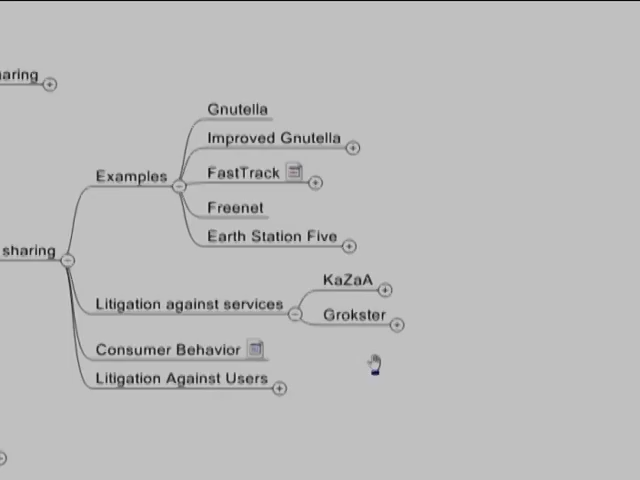 haring
Gnutella
Improved Gnutella
Examples
FastTrack
Freenet
Earth Station Five
sharing
KaZaA
Litigation against services
Grokster
Consumer Behavior
Litigation Against Users